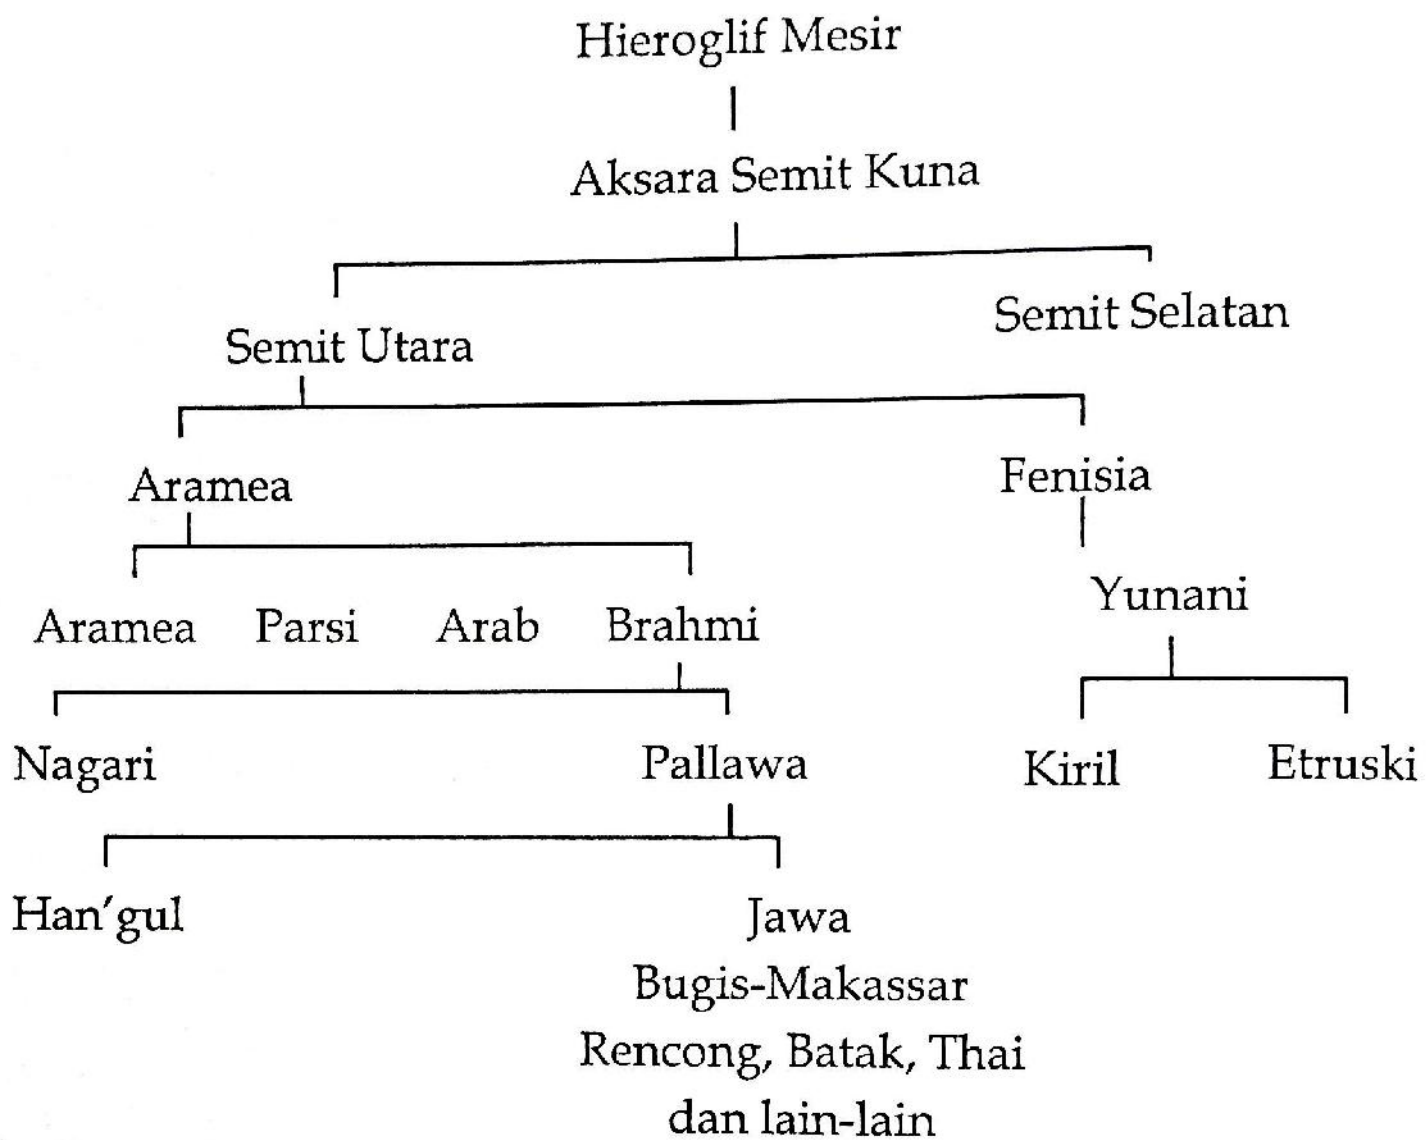 Hieroglif Mesir
Aksara Semit Kuna
Semit Selatan
Semit Utara
Aramea
Fenisia
Yunani
Aramea Parsi Arab Brahmi
Nagari Pallawa Kiril Etruski
Han'gul Jawa
Bugis-Makassar
Rencong, Batak, Thai
dan lain-lain